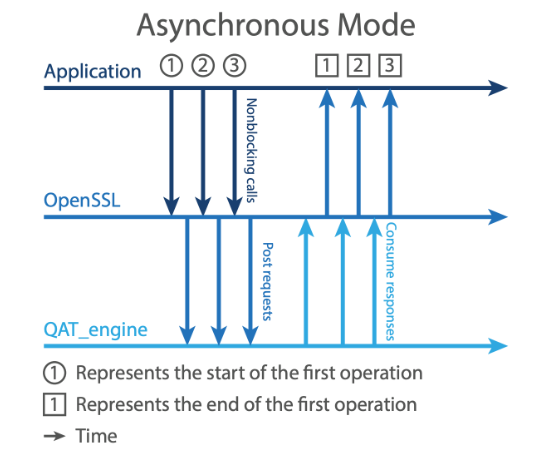 Asynchronous Mode
Application
1 2 3 1 2 3
Nonblocking calls
OpenSSL
Post requests
Consume responses
QAT_engine
1 Represents the start of the first operation
1 Represents the end of the first operation
Time